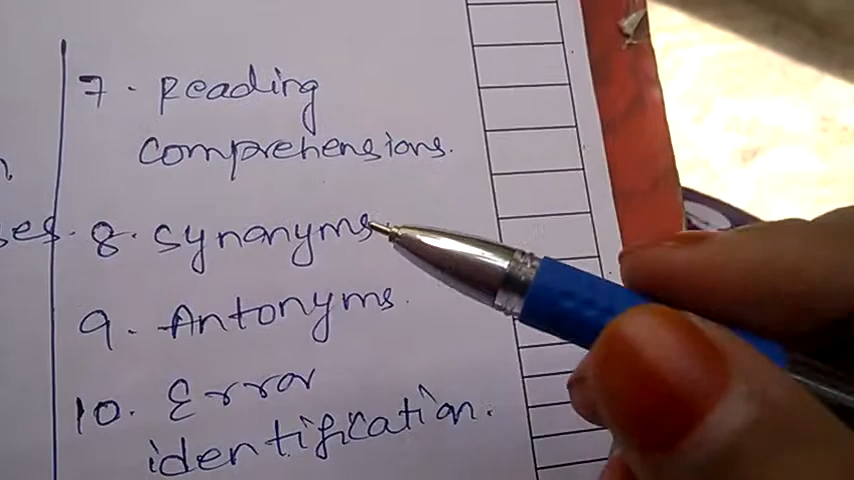 7. Reading
comprehensions.
8. Synonyms
9. Antonyms.
10. Error
identification.